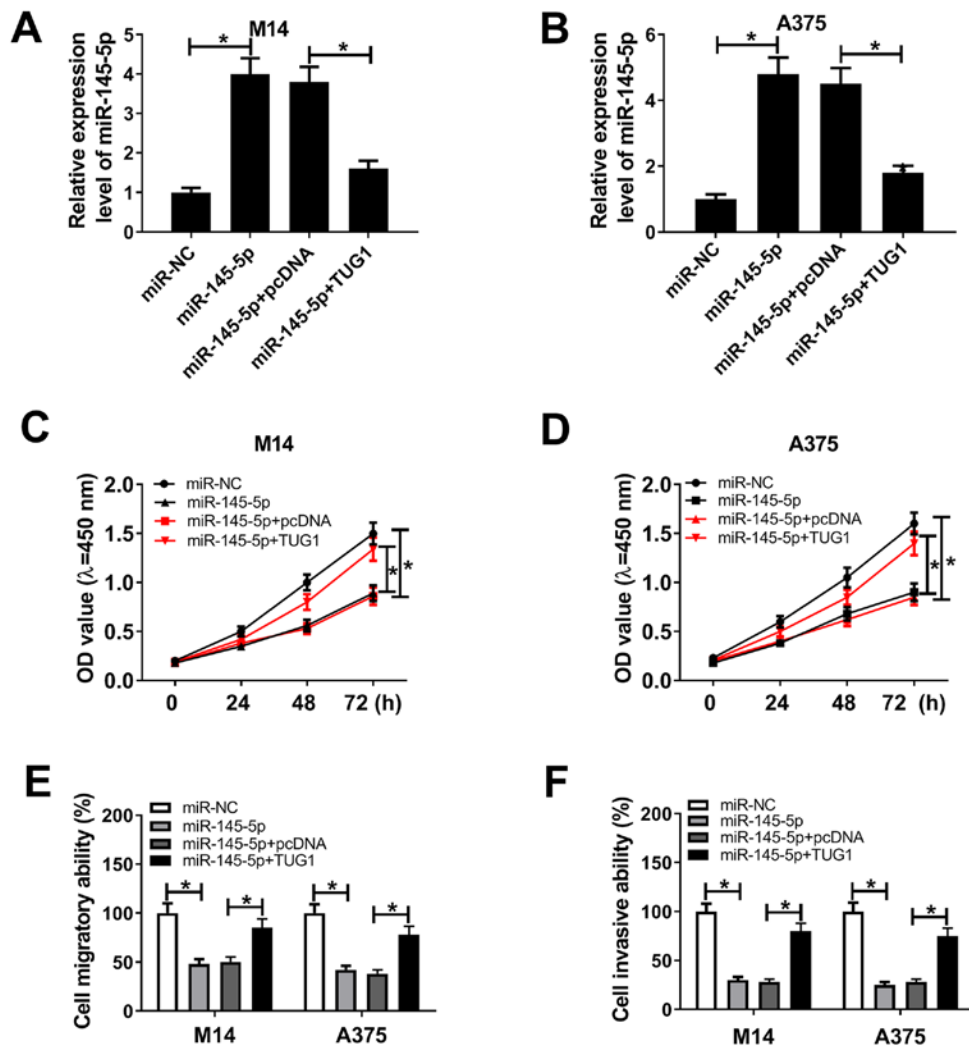 A
M14
Relative expression
level of miR-145-5p
5
4
3
2
1
0
*
*
miR-NC
miR-145-5p
miR-145-5p+pcDNA
miR-145-5p+TUG1
B
A375
Relative expression
level of miR-145-5p
6
4
2
0
*
*
miR-NC
miR-145-5p
miR-145-5p+pcDNA
miR-145-5p+TUG1
C
M14
OD value (λ=450 nm)
2.0
1.5
1.0
0.5
0.0
miR-NC
miR-145-5p
miR-145-5p+pcDNA
miR-145-5p+TUG1
*
*
0 24 48 72 (h)
D
A375
OD value (λ=450 nm)
2.0
1.5
1.0
0.5
0.0
miR-NC
miR-145-5p
miR-145-5p+pcDNA
miR-145-5p+TUG1
*
*
0 24 48 72 (h)
E
Cell migratory ability (%)
200
150
100
50
0
miR-NC
miR-145-5p
miR-145-5p+pcDNA
miR-145-5p+TUG1
*
*
*
*
M14 A375
F
Cell invasive ability (%)
200
150
100
50
0
miR-NC
miR-145-5p
miR-145-5p+pcDNA
miR-145-5p+TUG1
*
*
*
*
M14 A375